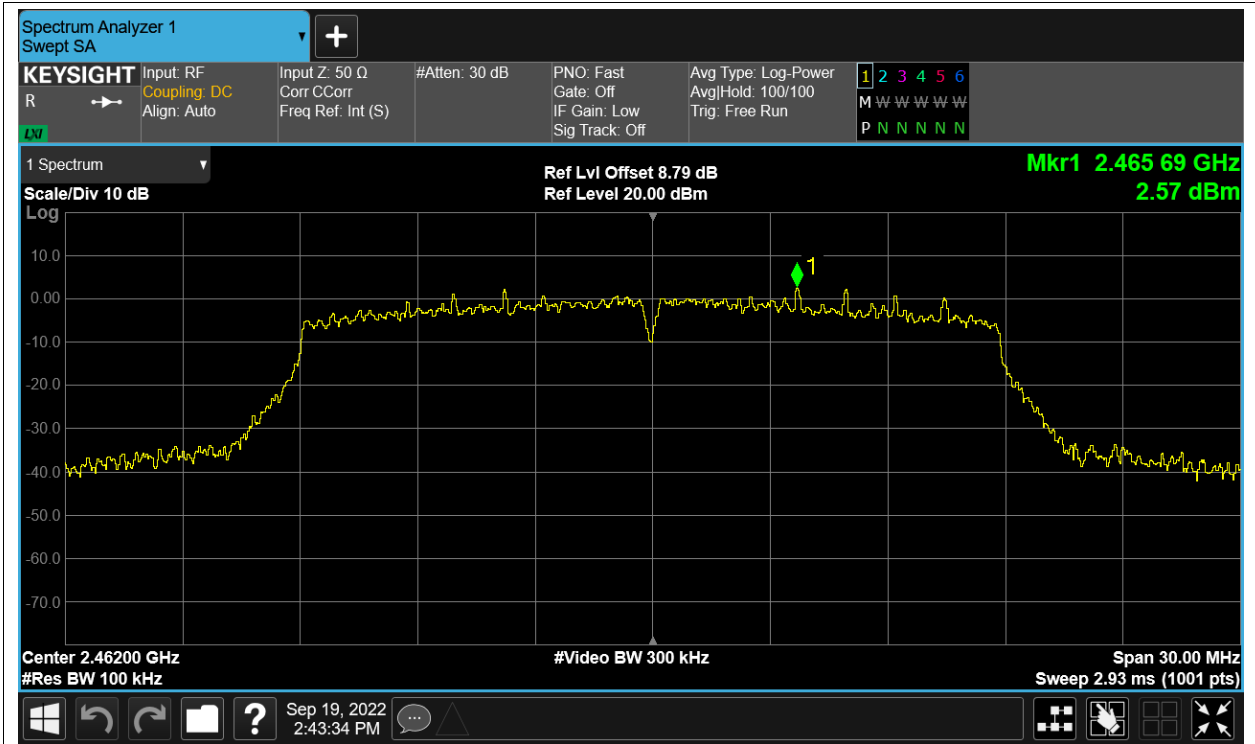 Spectrum Analyzer 1
Swept SA
KEYSIGHT
R
LXI
Input: RF
Coupling: DC
Align: Auto
Input Z: 50 Ω
Corr CCorr
Freq Ref: Int (S)
#Atten: 30 dB
PNO: Fast
Gate: Off
IF Gain: Low
Sig Track: Off
Avg Type: Log-Power
Avg|Hold: 100/100
Trig: Free Run
1 2 3 4 5 6
M W W W W W
P N N N N N
1 Spectrum
Scale/Div 10 dB
Log
Ref Lvl Offset 8.79 dB
Ref Level 20.00 dBm
Mkr1 2.465 69 GHz
2.57 dBm
1
10.0
0.00
-10.0
-20.0
-30.0
-40.0
-50.0
-60.0
-70.0
Center 2.46200 GHz
#Res BW 100 kHz
#Video BW 300 kHz
Span 30.00 MHz
Sweep 2.93 ms (1001 pts)
?
Sep 19, 2022
2:43:34 PM